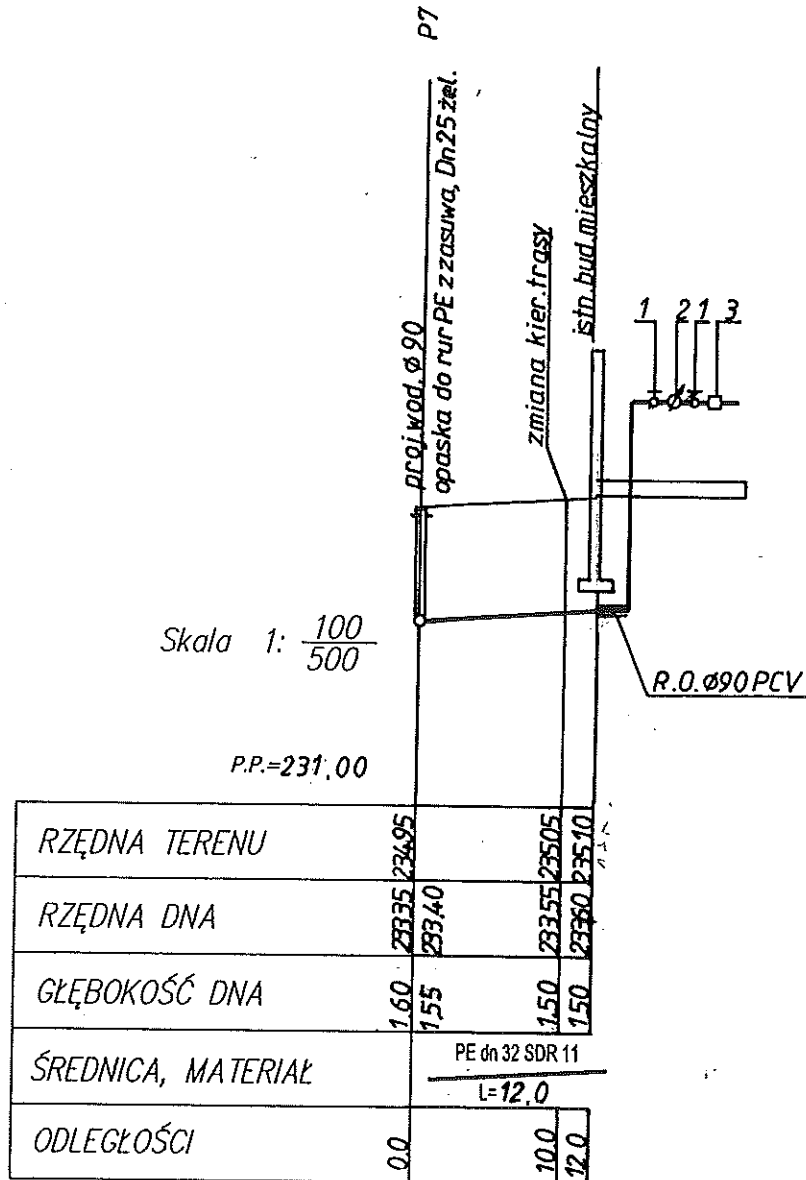 P7
proj.wod. ø 90
opaska do rur PE z zasuwą, Dn25 żel.
zmiana kier.trasy
istn.bud.mieszkalny
1 2 1 3
R.O. ø90 PCV
Skala 1: 100
500
P.P.=231,00
RZĘDNA TERENU 234.95 235.05 235.10
RZĘDNA DNA 233.35 233.40 233.55 233.60
GŁĘBOKOŚĆ DNA 1.60 1.55 1.50 1.50
ŚREDNICA, MATERIAŁ PE dn 32 SDR 11
L=12,0
ODLEGŁOŚCI 0.0 10.0 12.0